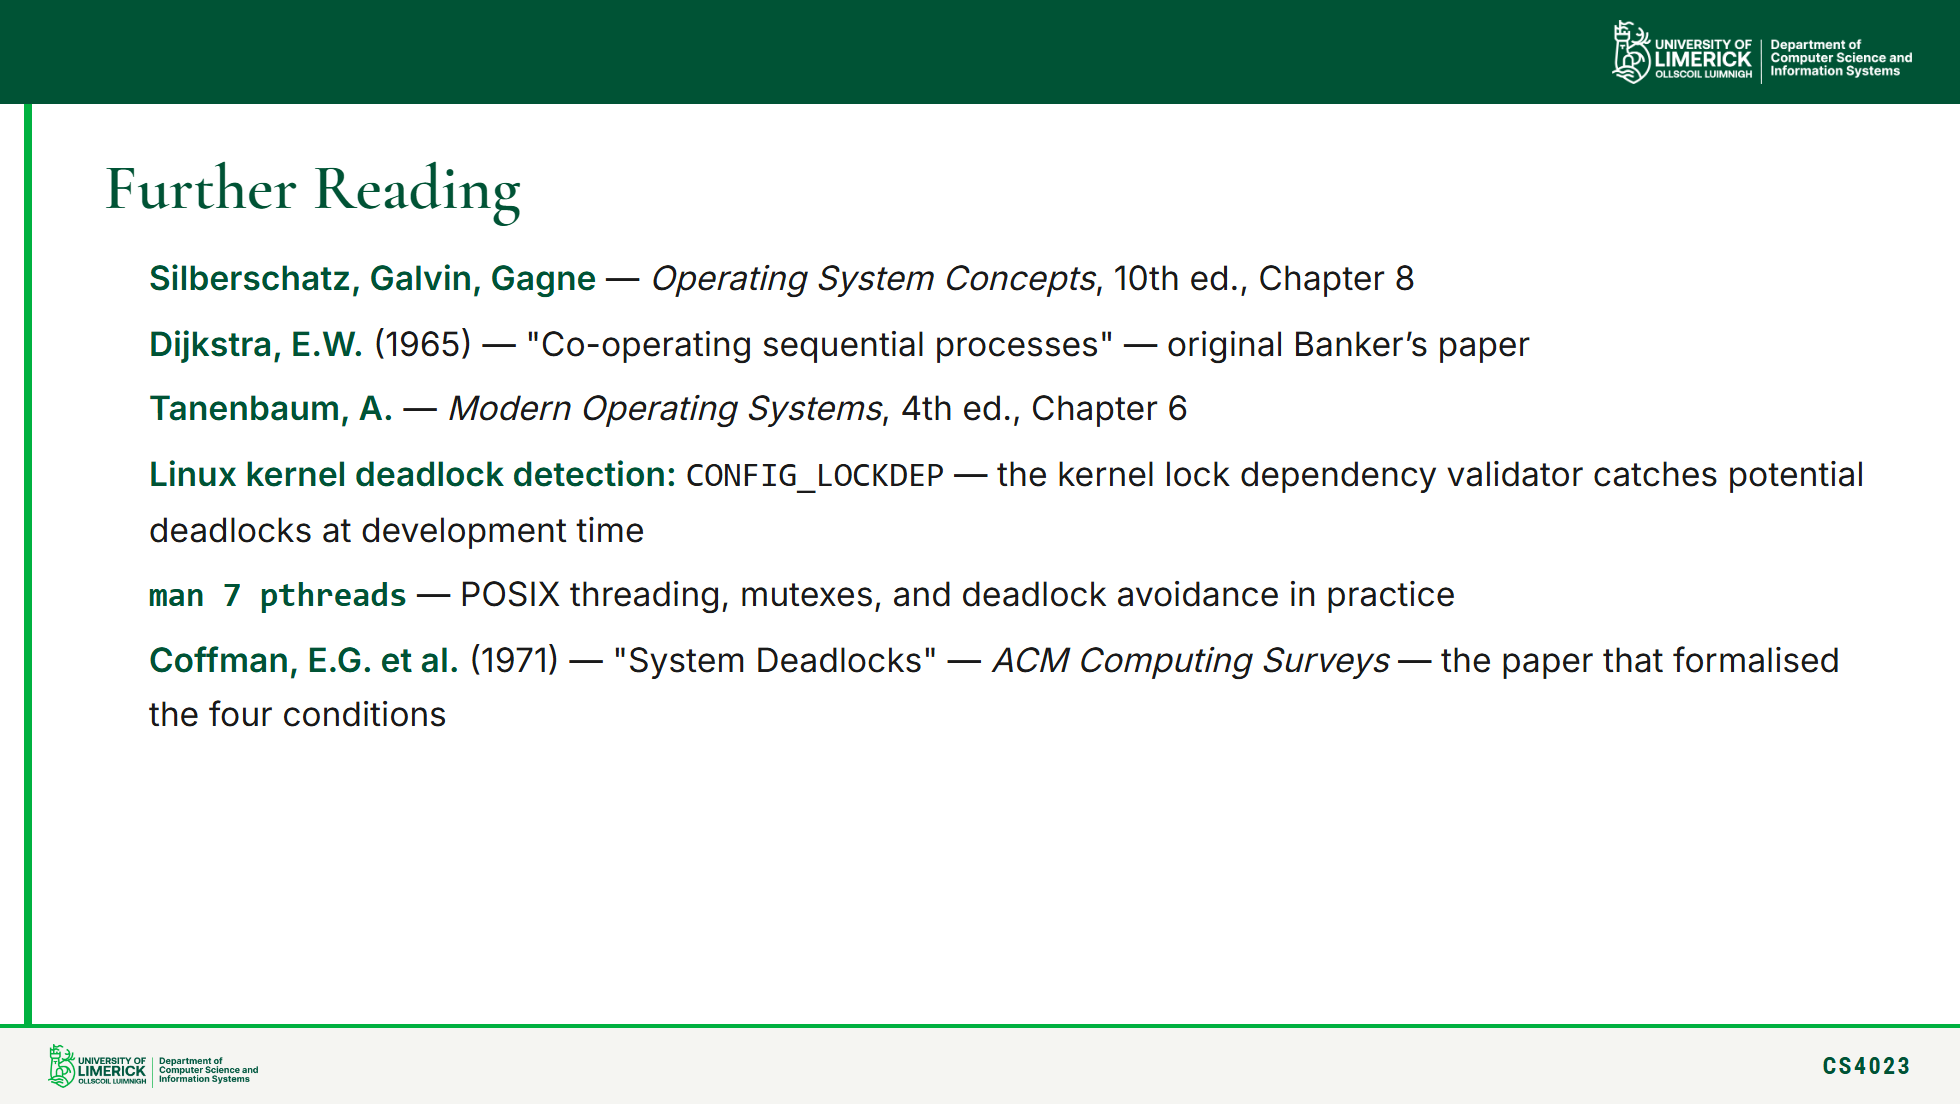 UNIVERSITY OF
LIMERICK
OLLSCOIL LUIMNIGH
Department of
Computer Science and
Information Systems
Further Reading
Silberschatz, Galvin, Gagne — Operating System Concepts, 10th ed., Chapter 8
Dijkstra, E.W. (1965) — "Co-operating sequential processes" — original Banker’s paper
Tanenbaum, A. — Modern Operating Systems, 4th ed., Chapter 6
Linux kernel deadlock detection: CONFIG_LOCKDEP — the kernel lock dependency validator catches potential
deadlocks at development time
man 7 pthreads — POSIX threading, mutexes, and deadlock avoidance in practice
Coffman, E.G. et al. (1971) — "System Deadlocks" — ACM Computing Surveys — the paper that formalised
the four conditions
UNIVERSITY OF
LIMERICK
OLLSCOIL LUIMNIGH
Department of
Computer Science and
Information Systems
CS4023